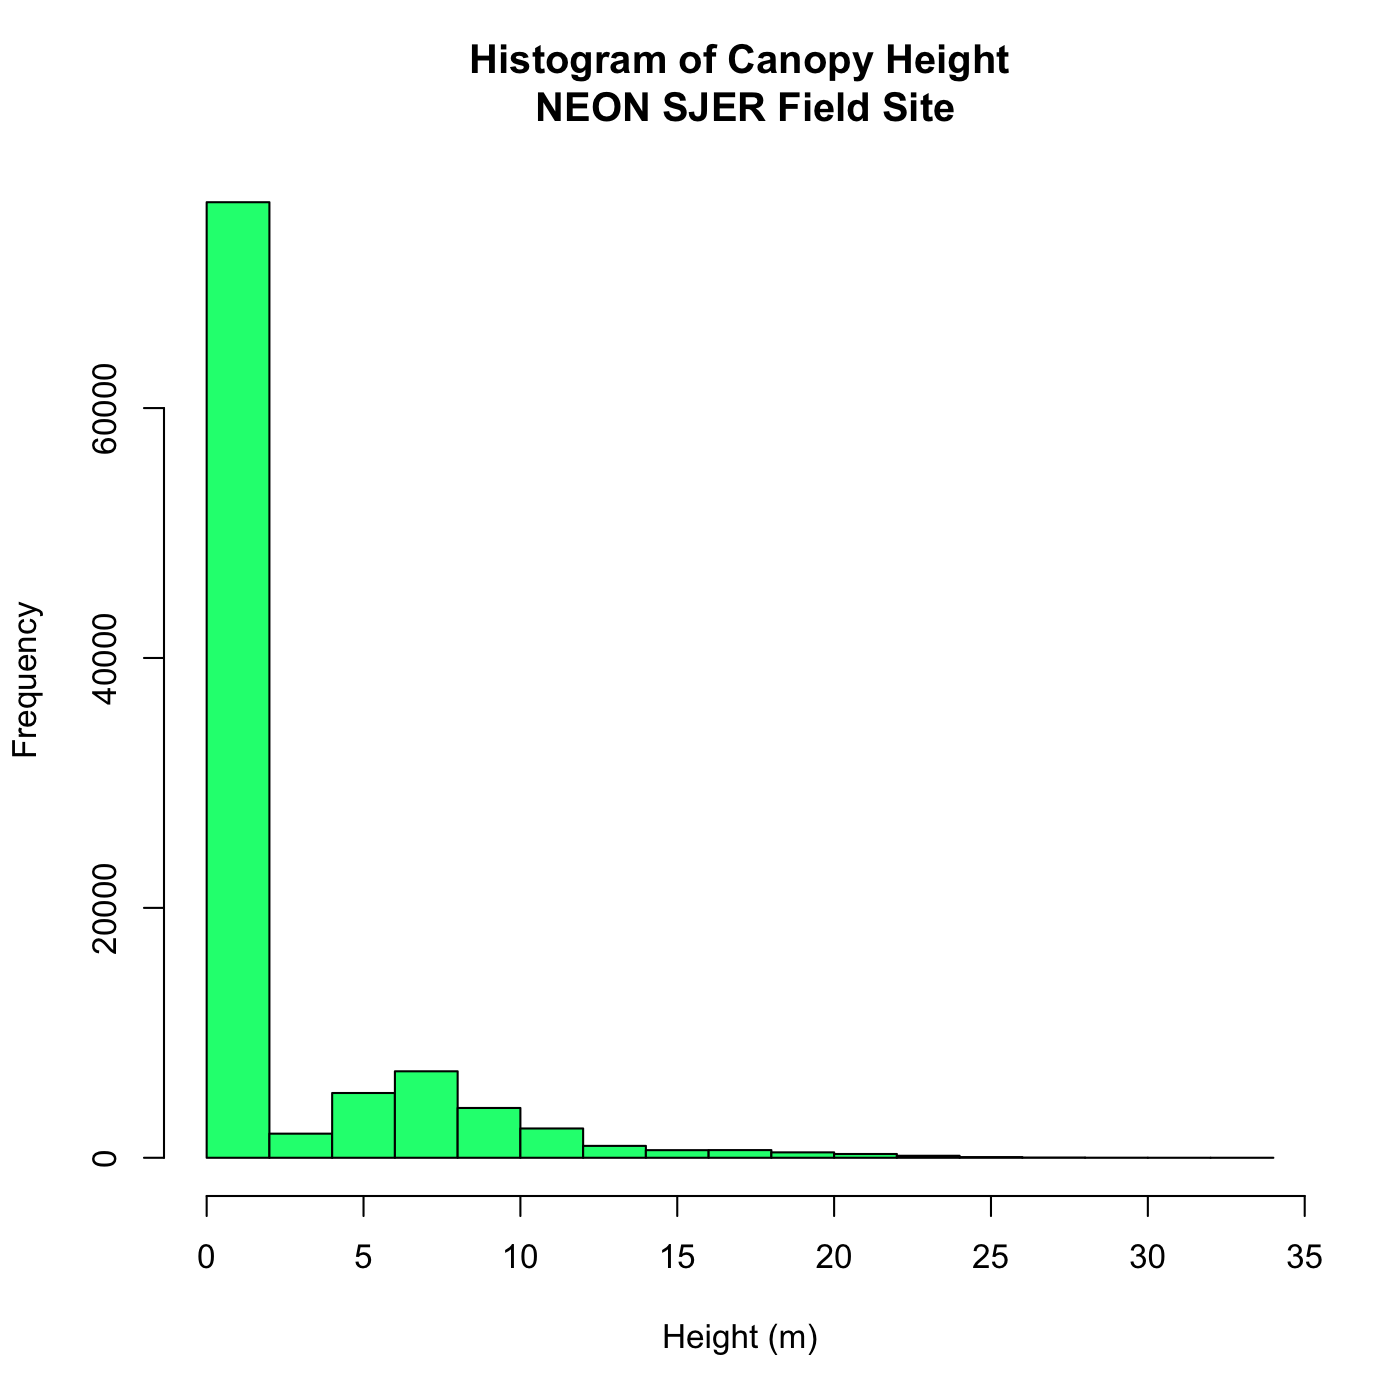 Histogram of Canopy Height
NEON SJER Field Site
60000
40000
20000
0
Frequency
0 5 10 15 20 25 30 35
Height (m)